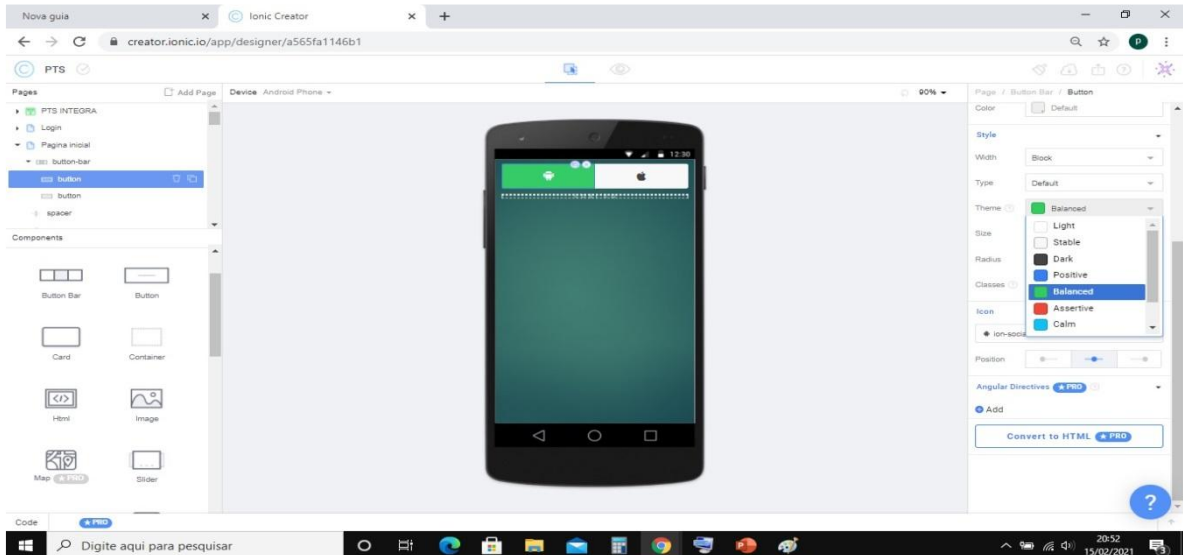 Nova guia
Ionic Creator
creator.ionic.io/app/designer/a565fa1146b1
P
PTS
Pages
Add Page
Device Android Phone
90%
Page / Button Bar / Button
PTS INTEGRA
Login
Pagina inicial
button-bar
button
button
spacer
Components
Button Bar
Button
Card
Container
Html
Image
Map PRO
Slider
12:30
Color Default
Style
Width Block
Type Default
Theme Balanced
Light
Stable
Dark
Positive
Balanced
Assertive
Calm
Size
Radius
Classes
Icon
ion-socia
Position
Angular Directives PRO
Add
Convert to HTML PRO
?
Code PRO
Digite aqui para pesquisar
20:52
15/02/2021